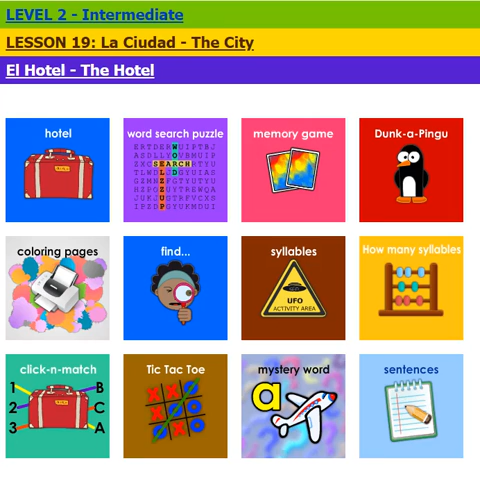 LEVEL 2 - Intermediate
LESSON 19: La Ciudad - The City
El Hotel - The Hotel
hotel
word search puzzle
memory game
Dunk-a-Pingu
SEARCH
coloring pages
find...
syllables
How many syllables
UFO
ACTIVITY AREA
click-n-match
Tic Tac Toe
mystery word
sentences
1 B
2 C
3 A
a